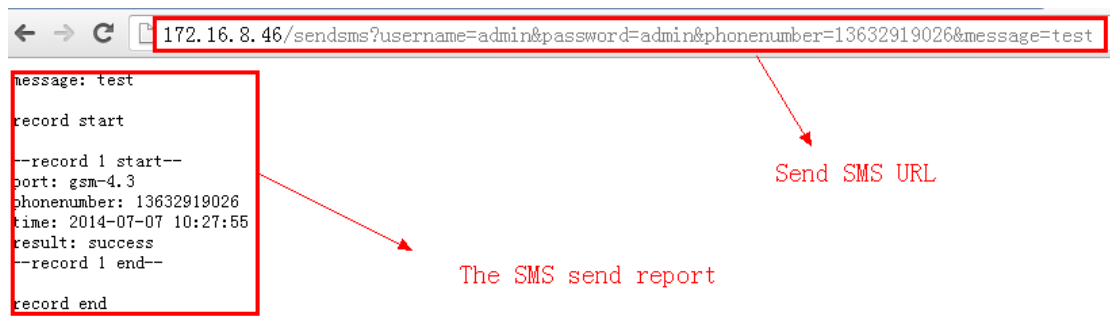 172.16.8.46/sendsms?username=admin&password=admin&phonenumber=13632919026&message=test
message: test
record start
--record 1 start--
port: gsm-4.3
phonenumber: 13632919026
time: 2014-07-07 10:27:55
result: success
--record 1 end--
record end
Send SMS URL
The SMS send report